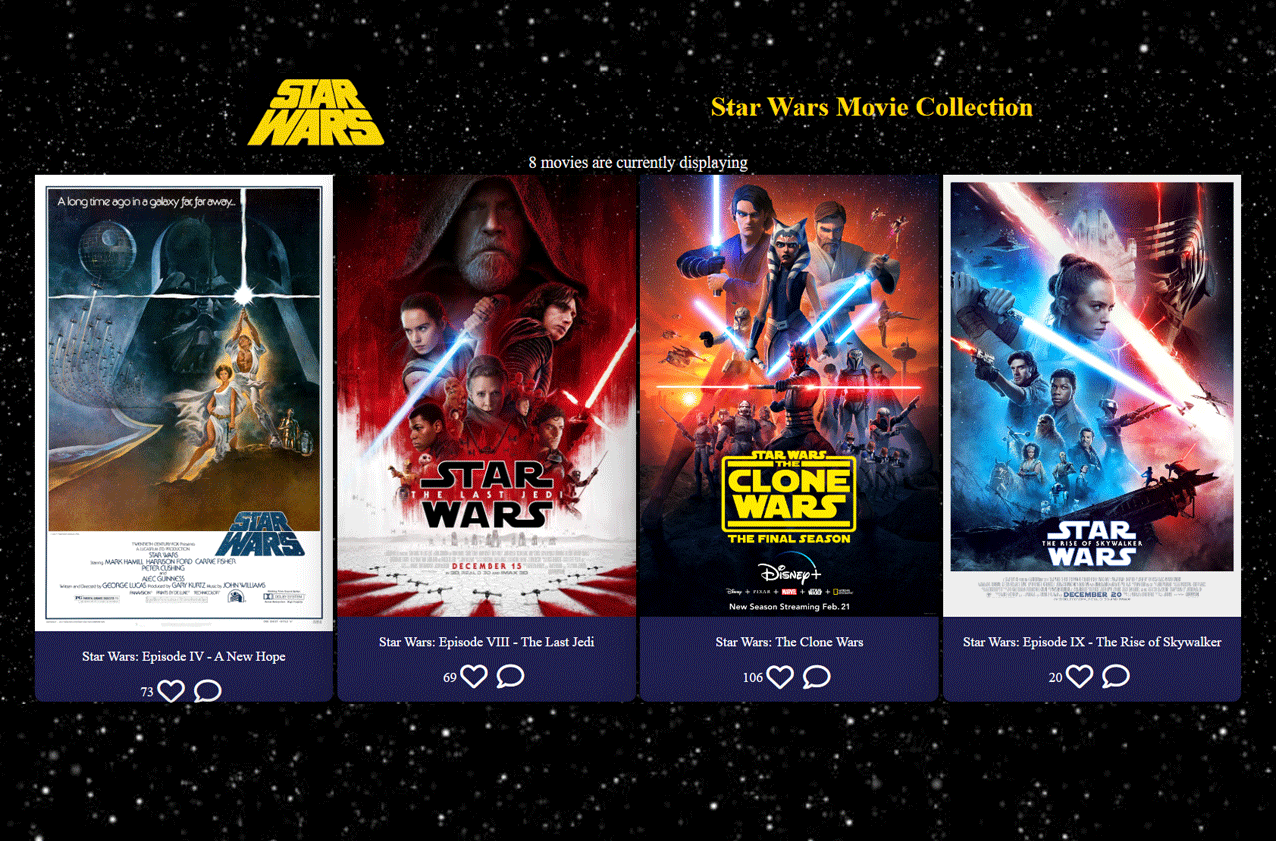 STAR
WARS
Star Wars Movie Collection
8 movies are currently displaying
A long time ago in a galaxy far, far away...
STAR
WARS
TWENTIETH CENTURY-FOX Presents
A LUCASFILM LTD. PRODUCTION
STAR WARS
Starring MARK HAMILL HARRISON FORD CARRIE FISHER
PETER CUSHING
and
ALEC GUINNESS
Written and Directed by GEORGE LUCAS Produced by GARY KURTZ Music by JOHN WILLIAMS
Star Wars: Episode IV - A New Hope
73
STAR
THE LAST JEDI
WARS
DECEMBER 15
Star Wars: Episode VIII - The Last Jedi
69
STAR WARS
THE
CLONE
WARS
THE FINAL SEASON
Disney+
Disney + PIXAR + MARVEL + STAR WARS +
New Season Streaming Feb. 21
Star Wars: The Clone Wars
106
STAR
THE RISE OF SKYWALKER
WARS
DECEMBER 20
Star Wars: Episode IX - The Rise of Skywalker
20